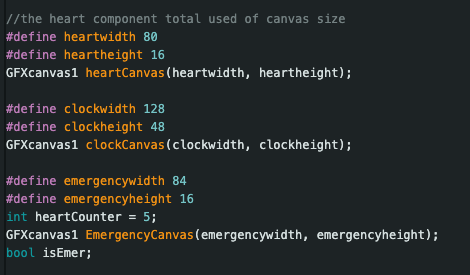 //the heart component total used of canvas size
#define heartwidth 80
#define heartheight 16
GFXcanvas1 heartCanvas(heartwidth, heartheight);

#define clockwidth 128
#define clockheight 48
GFXcanvas1 clockCanvas(clockwidth, clockheight);

#define emergencywidth 84
#define emergencyheight 16
int heartCounter = 5;
GFXcanvas1 EmergencyCanvas(emergencywidth, emergencyheight);
bool isEmer;